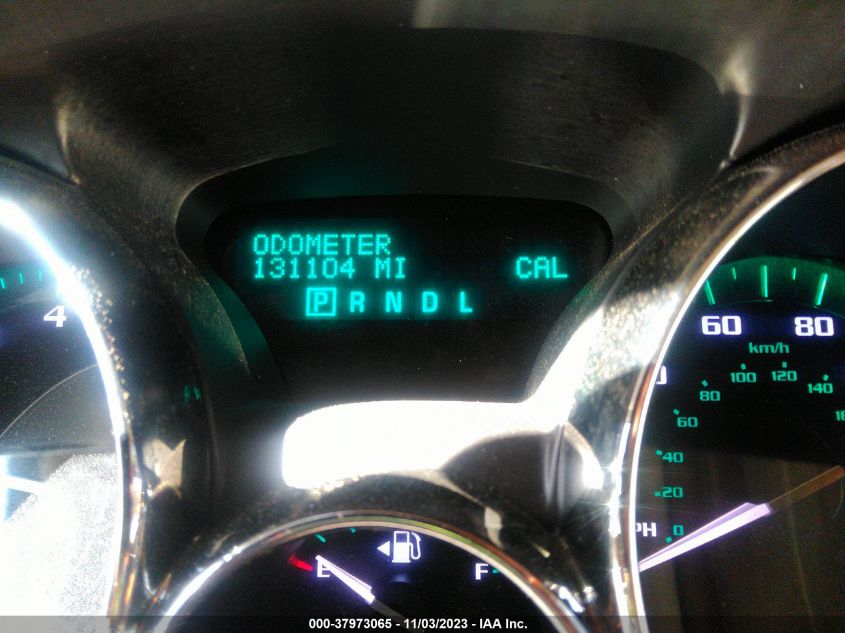 ODOMETER
131104 MI CAL
P R N D L
4
60 80
km/h
60 80 100 120 140
40
20
0
E F
000-37973065 - 11/03/2023 - IAA Inc.